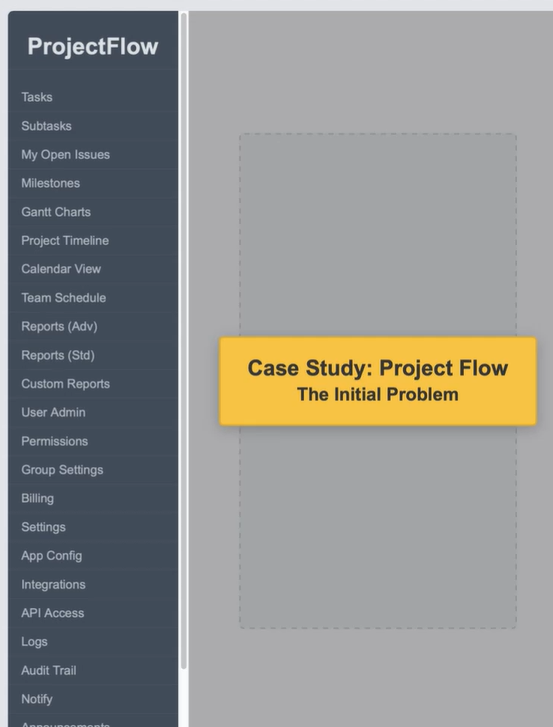 ProjectFlow
Tasks
Subtasks
My Open Issues
Milestones
Gantt Charts
Project Timeline
Calendar View
Team Schedule
Reports (Adv)
Reports (Std)
Custom Reports
User Admin
Permissions
Group Settings
Billing
Settings
App Config
Integrations
API Access
Logs
Audit Trail
Notify
Announcements
Case Study: Project Flow
The Initial Problem